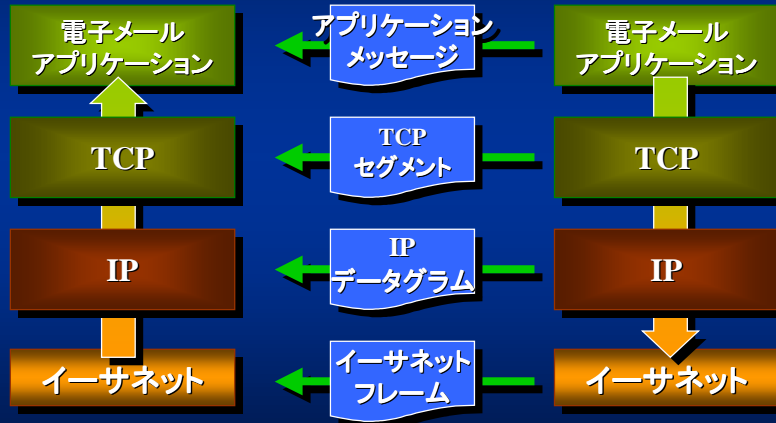 電子メール
アプリケーション
アプリケーション
メッセージ
電子メール
アプリケーション
TCP
TCP
セグメント
TCP
IP
IP
データグラム
IP
イーサネット
イーサネット
フレーム
イーサネット